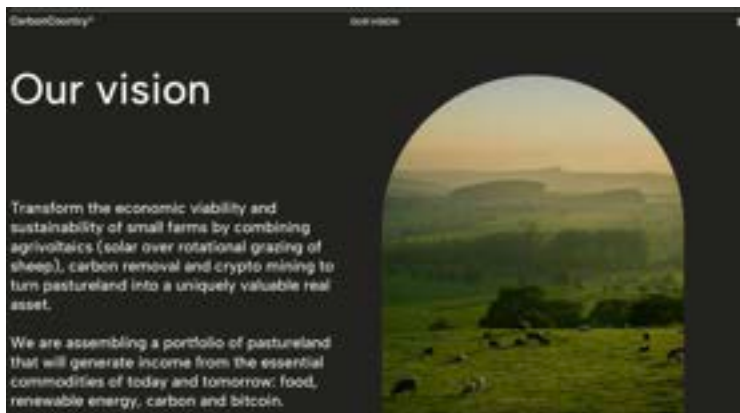 CarbonCountry®
OUR VISION
Our vision
Transform the economic viability and
sustainability of small farms by combining
agrivoltaics (solar over rotational grazing of
sheep), carbon removal and crypto mining to
turn pastureland into a uniquely valuable real
asset.
We are assembling a portfolio of pastureland
that will generate income from the essential
commodities of today and tomorrow: food,
renewable energy, carbon and bitcoin.